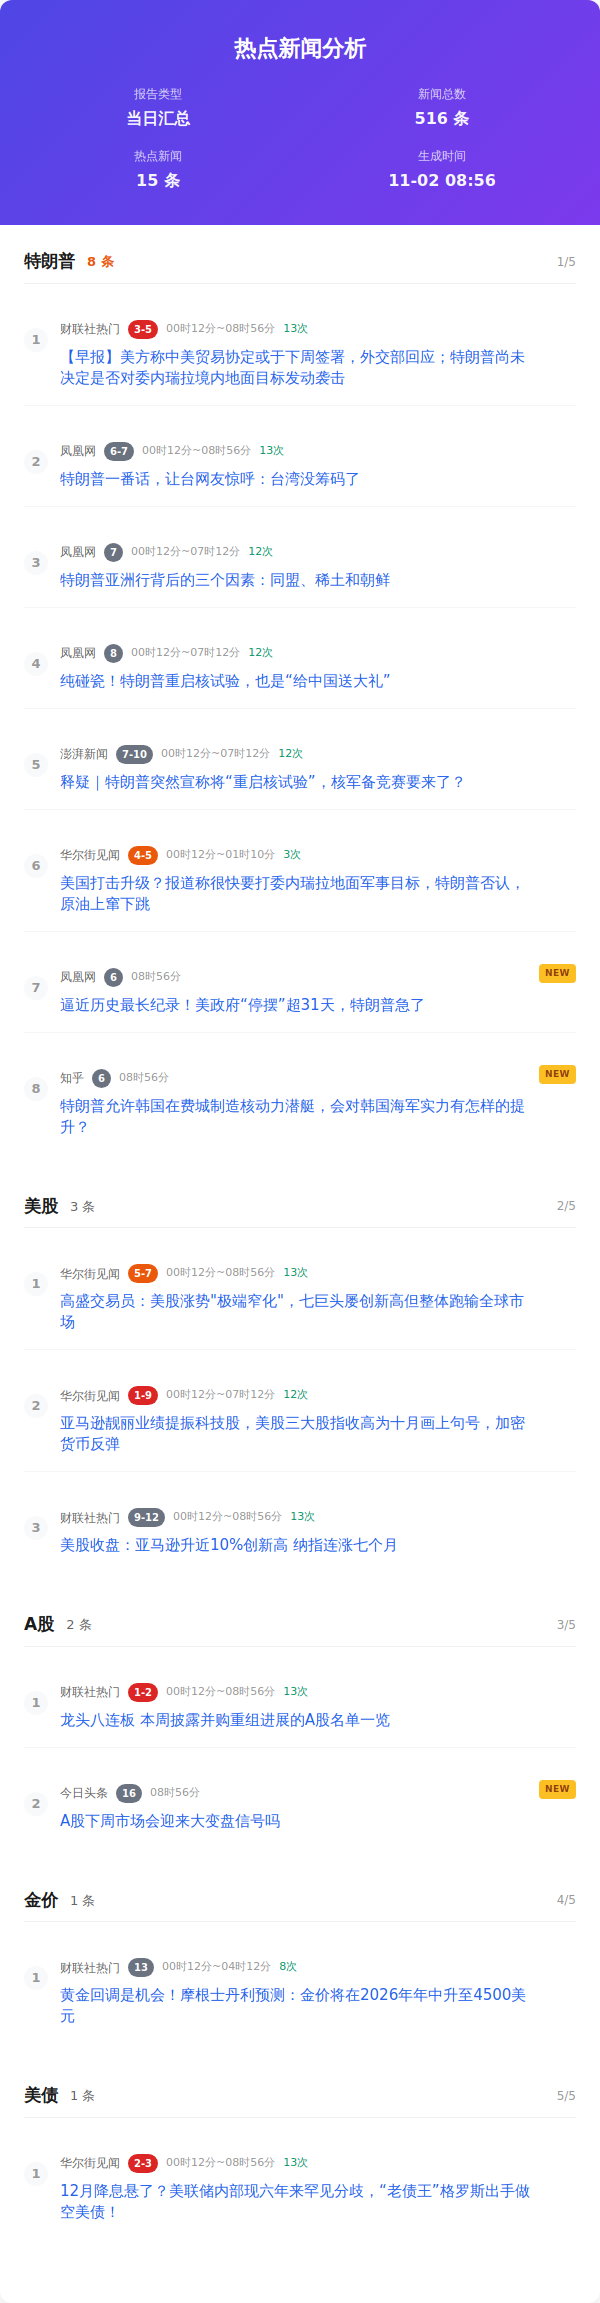 热点新闻分析
报告类型
当日汇总
新闻总数
516 条
热点新闻
15 条
生成时间
11-02 08:56
特朗普 8 条 1/5
1 财联社热门 3-5 00时12分~08时56分 13次
【早报】美方称中美贸易协定或于下周签署，外交部回应；特朗普尚未
决定是否对委内瑞拉境内地面目标发动袭击
2 凤凰网 6-7 00时12分~08时56分 13次
特朗普一番话，让台网友惊呼：台湾没筹码了
3 凤凰网 7 00时12分~07时12分 12次
特朗普亚洲行背后的三个因素：同盟、稀土和朝鲜
4 凤凰网 8 00时12分~07时12分 12次
纯碰瓷！特朗普重启核试验，也是“给中国送大礼”
5 澎湃新闻 7-10 00时12分~07时12分 12次
释疑｜特朗普突然宣称将“重启核试验”，核军备竞赛要来了？
6 华尔街见闻 4-5 00时12分~01时10分 3次
美国打击升级？报道称很快要打委内瑞拉地面军事目标，特朗普否认，
原油上窜下跳
7 凤凰网 6 08时56分 NEW
逼近历史最长纪录！美政府“停摆”超31天，特朗普急了
8 知乎 6 08时56分 NEW
特朗普允许韩国在费城制造核动力潜艇，会对韩国海军实力有怎样的提
升？
美股 3 条 2/5
1 华尔街见闻 5-7 00时12分~08时56分 13次
高盛交易员：美股涨势"极端窄化"，七巨头屡创新高但整体跑输全球市
场
2 华尔街见闻 1-9 00时12分~07时12分 12次
亚马逊靓丽业绩提振科技股，美股三大股指收高为十月画上句号，加密
货币反弹
3 财联社热门 9-12 00时12分~08时56分 13次
美股收盘：亚马逊升近10%创新高 纳指连涨七个月
A股 2 条 3/5
1 财联社热门 1-2 00时12分~08时56分 13次
龙头八连板 本周披露并购重组进展的A股名单一览
2 今日头条 16 08时56分 NEW
A股下周市场会迎来大变盘信号吗
金价 1 条 4/5
1 财联社热门 13 00时12分~04时12分 8次
黄金回调是机会！摩根士丹利预测：金价将在2026年年中升至4500美
元
美债 1 条 5/5
1 华尔街见闻 2-3 00时12分~08时56分 13次
12月降息悬了？美联储内部现六年来罕见分歧，“老债王”格罗斯出手做
空美债！